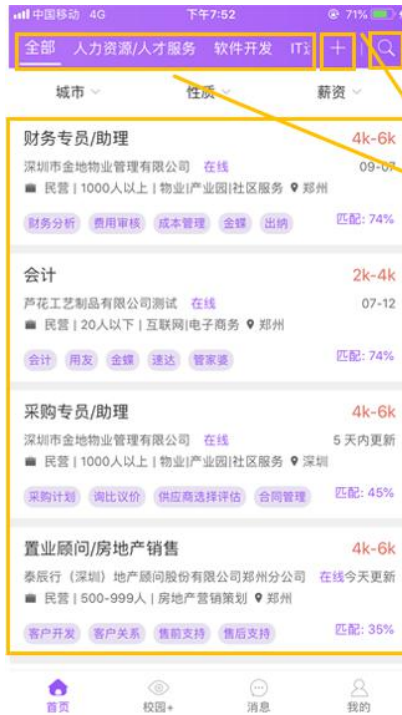 中国移动 4G 下午7:52 71%
全部 人力资源/人才服务 软件开发
城市 性质 薪资
财务专员/助理 4k-6k
深圳市金地物业管理有限公司 在线 09-07
民营 | 1000人以上 | 物业|产业园|社区服务 郑州
财务分析 费用审核 成本管理 金蝶 出纳 匹配: 74%
会计 2k-4k
芦花工艺制品有限公司测试 在线 07-12
民营 | 20人以下 | 互联网|电子商务 郑州
会计 用友 金蝶 速达 管家婆 匹配: 74%
采购专员/助理 4k-6k
深圳市金地物业管理有限公司 在线 5 天内更新
民营 | 1000人以上 | 物业|产业园|社区服务 深圳
采购计划 询比议价 供应商选择评估 合同管理 匹配: 45%
置业顾问/房地产销售 4k-6k
泰辰行（深圳）地产顾问股份有限公司郑州分公司 在线今天更新
民营 | 500-999人 | 房地产营销策划 郑州
客户开发 客户关系 售前支持 售后支持 匹配: 35%
首页 校园+ 消息 我的